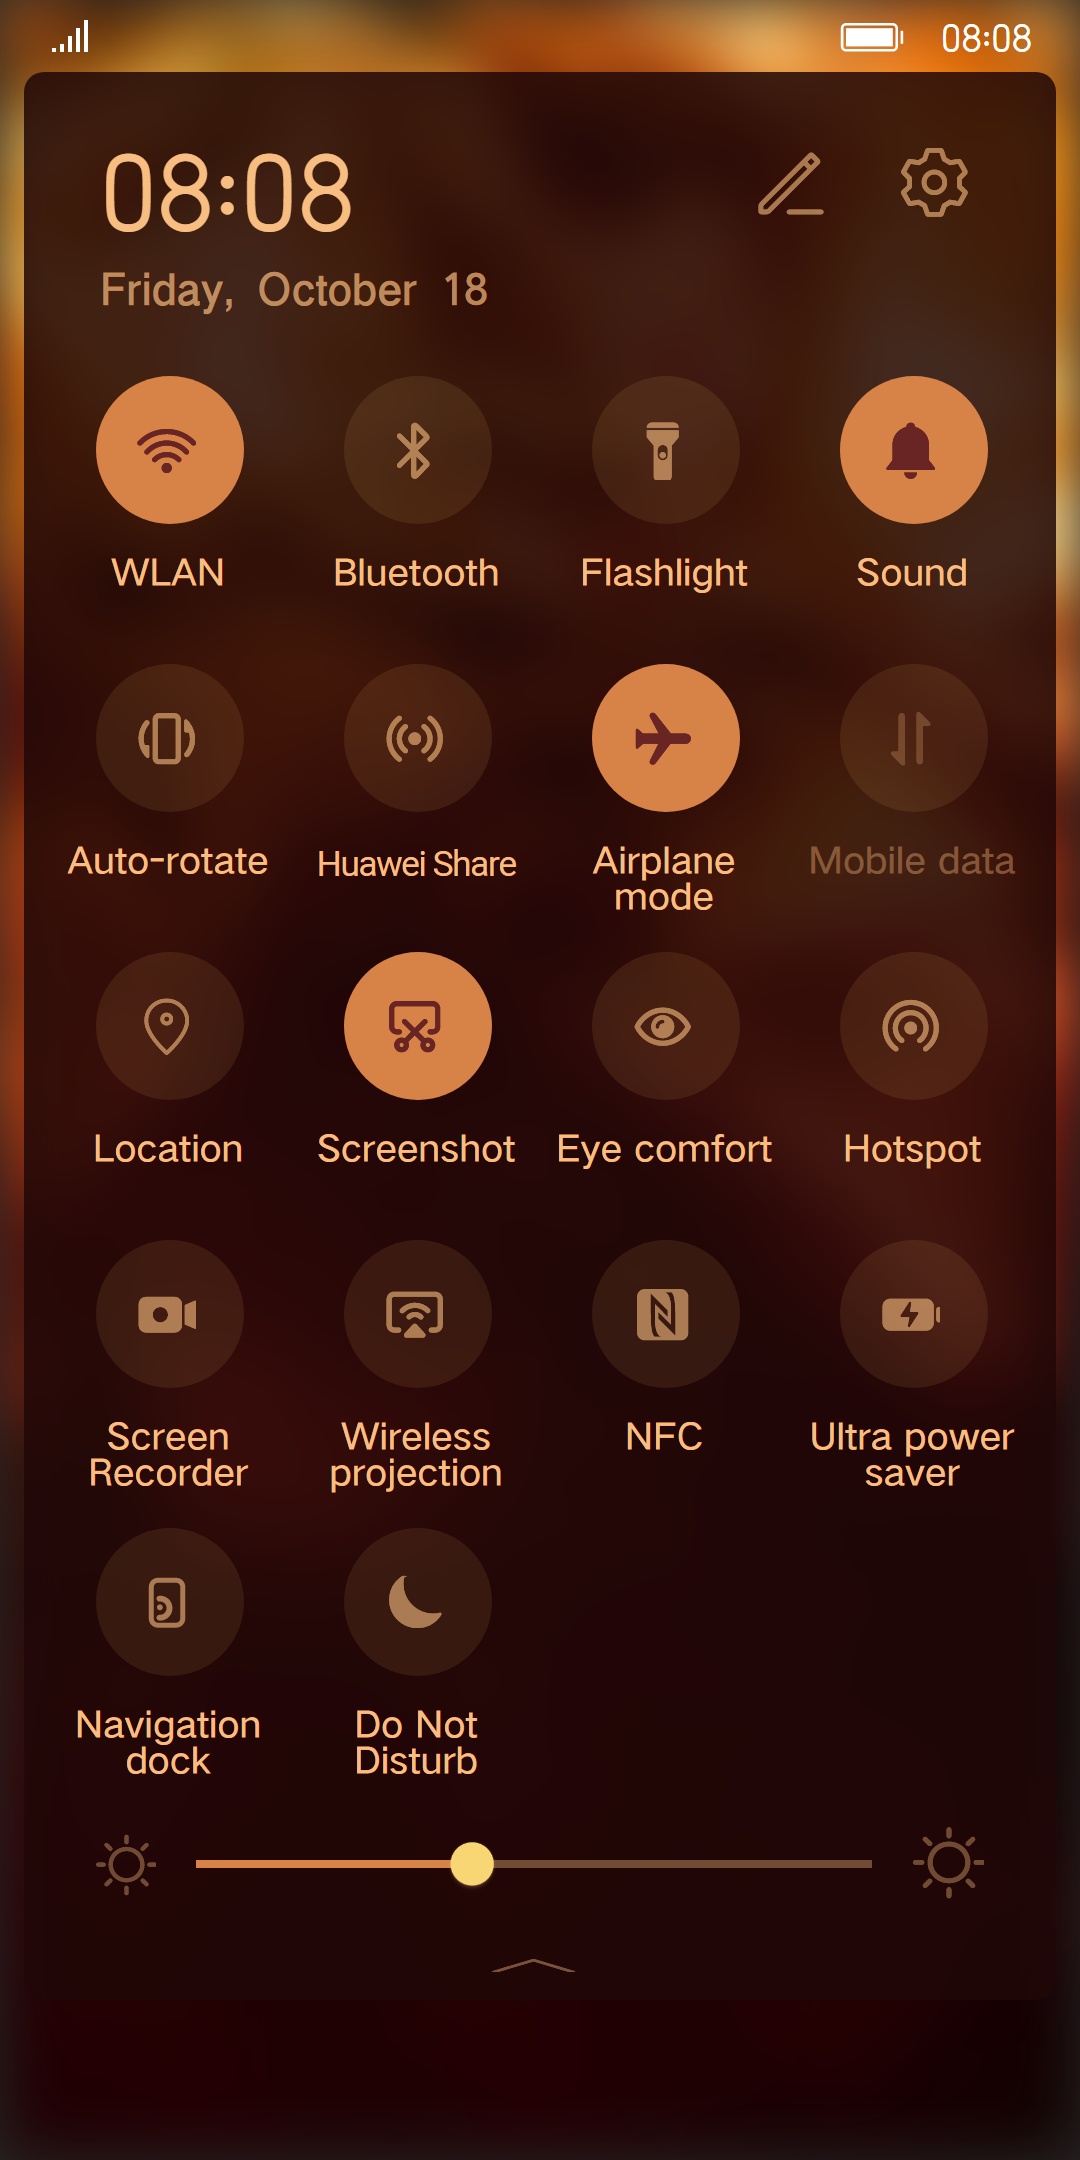 08:08
08:08
Friday, October 18
WLAN
Bluetooth
Flashlight
Sound
Auto-rotate
Huawei Share
Airplane
mode
Mobile data
Location
Screenshot
Eye comfort
Hotspot
Screen
Recorder
Wireless
projection
NFC
Ultra power
saver
Navigation
dock
Do Not
Disturb